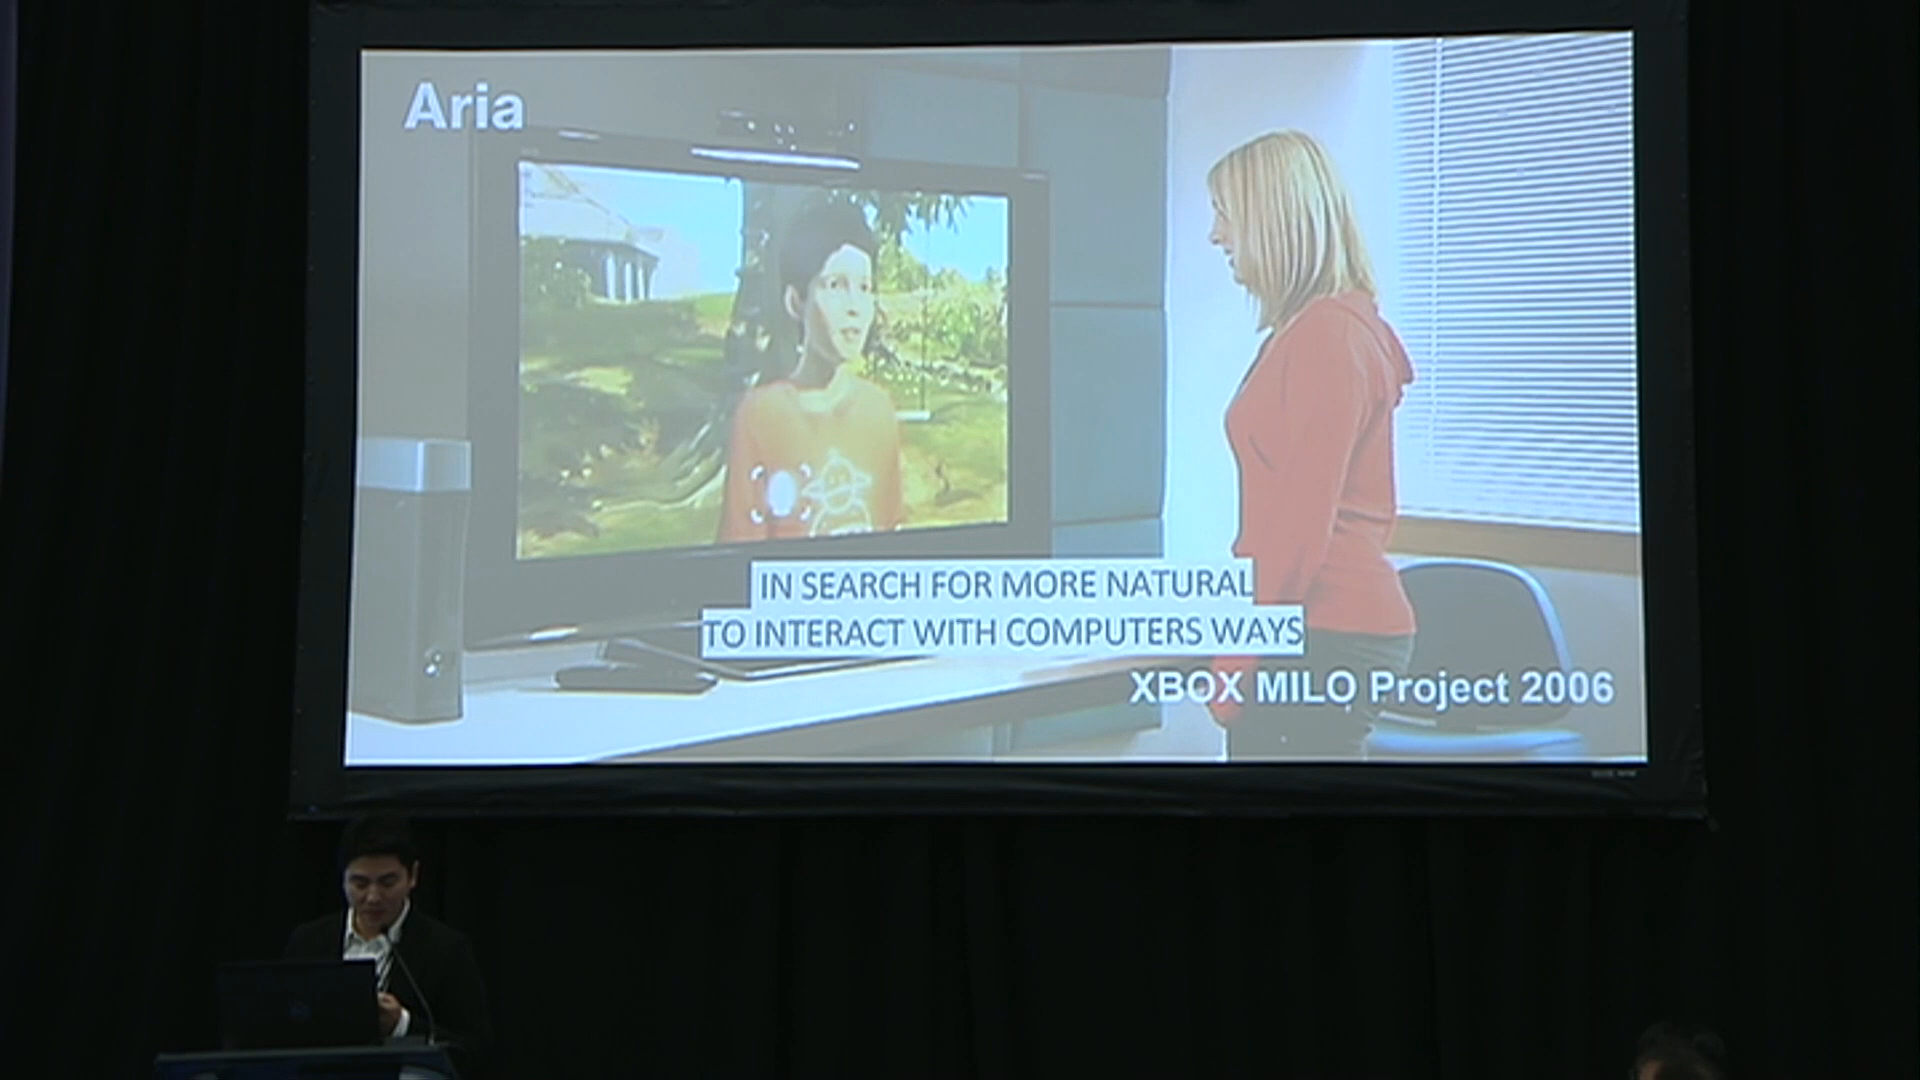 Aria
IN SEARCH FOR MORE NATURAL
TO INTERACT WITH COMPUTERS WAYS
XBOX MILO Project 2006